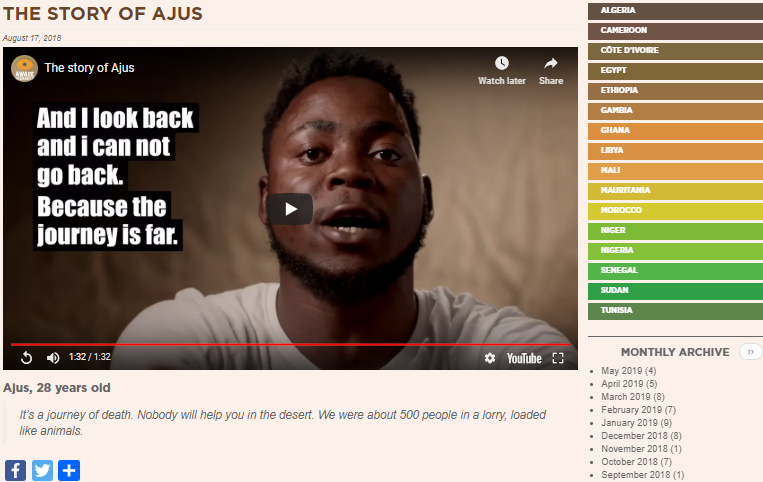 THE STORY OF AJUS
August 17, 2018
AWARE
The story of Ajus
Watch later
Share
And I look back
and i can not
go back.
Because the
journey is far.
1:32 / 1:32
YouTube
Ajus, 28 years old
It's a journey of death. Nobody will help you in the desert. We were about 500 people in a lorry, loaded
like animals.
ALGERIA
CAMEROON
CÔTE D'IVOIRE
EGYPT
ETHIOPIA
GAMBIA
GHANA
LIBYA
MALI
MAURITANIA
MOROCCO
NIGER
NIGERIA
SENEGAL
SUDAN
TUNISIA
MONTHLY ARCHIVE ››
May 2019 (4)
April 2019 (5)
March 2019 (8)
February 2019 (7)
January 2019 (9)
December 2018 (8)
November 2018 (1)
October 2018 (7)
September 2018 (1)